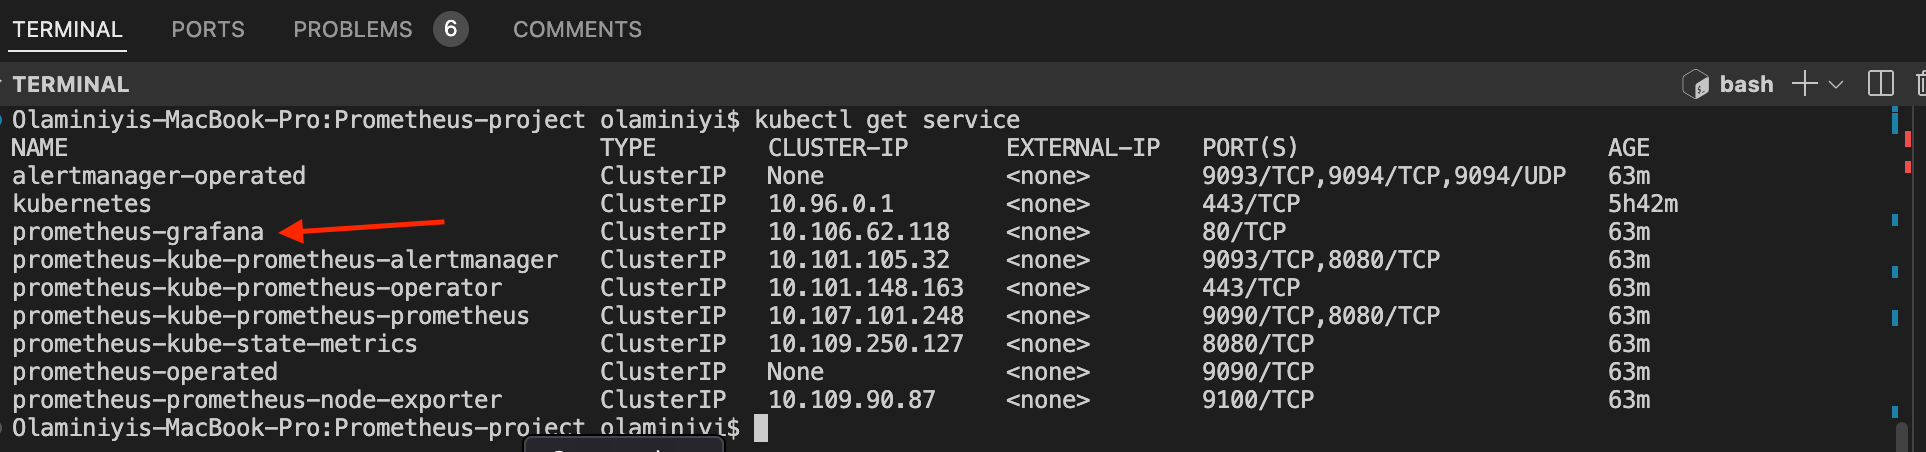 TERMINAL PORTS PROBLEMS 6 COMMENTS
TERMINAL bash
Olaminiyis-MacBook-Pro:Prometheus-project olaminiyi$ kubectl get service
NAME TYPE CLUSTER-IP EXTERNAL-IP PORT(S) AGE
alertmanager-operated ClusterIP None <none> 9093/TCP,9094/TCP,9094/UDP 63m
kubernetes ClusterIP 10.96.0.1 <none> 443/TCP 5h42m
prometheus-grafana ClusterIP 10.106.62.118 <none> 80/TCP 63m
prometheus-kube-prometheus-alertmanager ClusterIP 10.101.105.32 <none> 9093/TCP,8080/TCP 63m
prometheus-kube-prometheus-operator ClusterIP 10.101.148.163 <none> 443/TCP 63m
prometheus-kube-prometheus-prometheus ClusterIP 10.107.101.248 <none> 9090/TCP,8080/TCP 63m
prometheus-kube-state-metrics ClusterIP 10.109.250.127 <none> 8080/TCP 63m
prometheus-operated ClusterIP None <none> 9090/TCP 63m
prometheus-prometheus-node-exporter ClusterIP 10.109.90.87 <none> 9100/TCP 63m
Olaminiyis-MacBook-Pro:Prometheus-project olaminiyi$